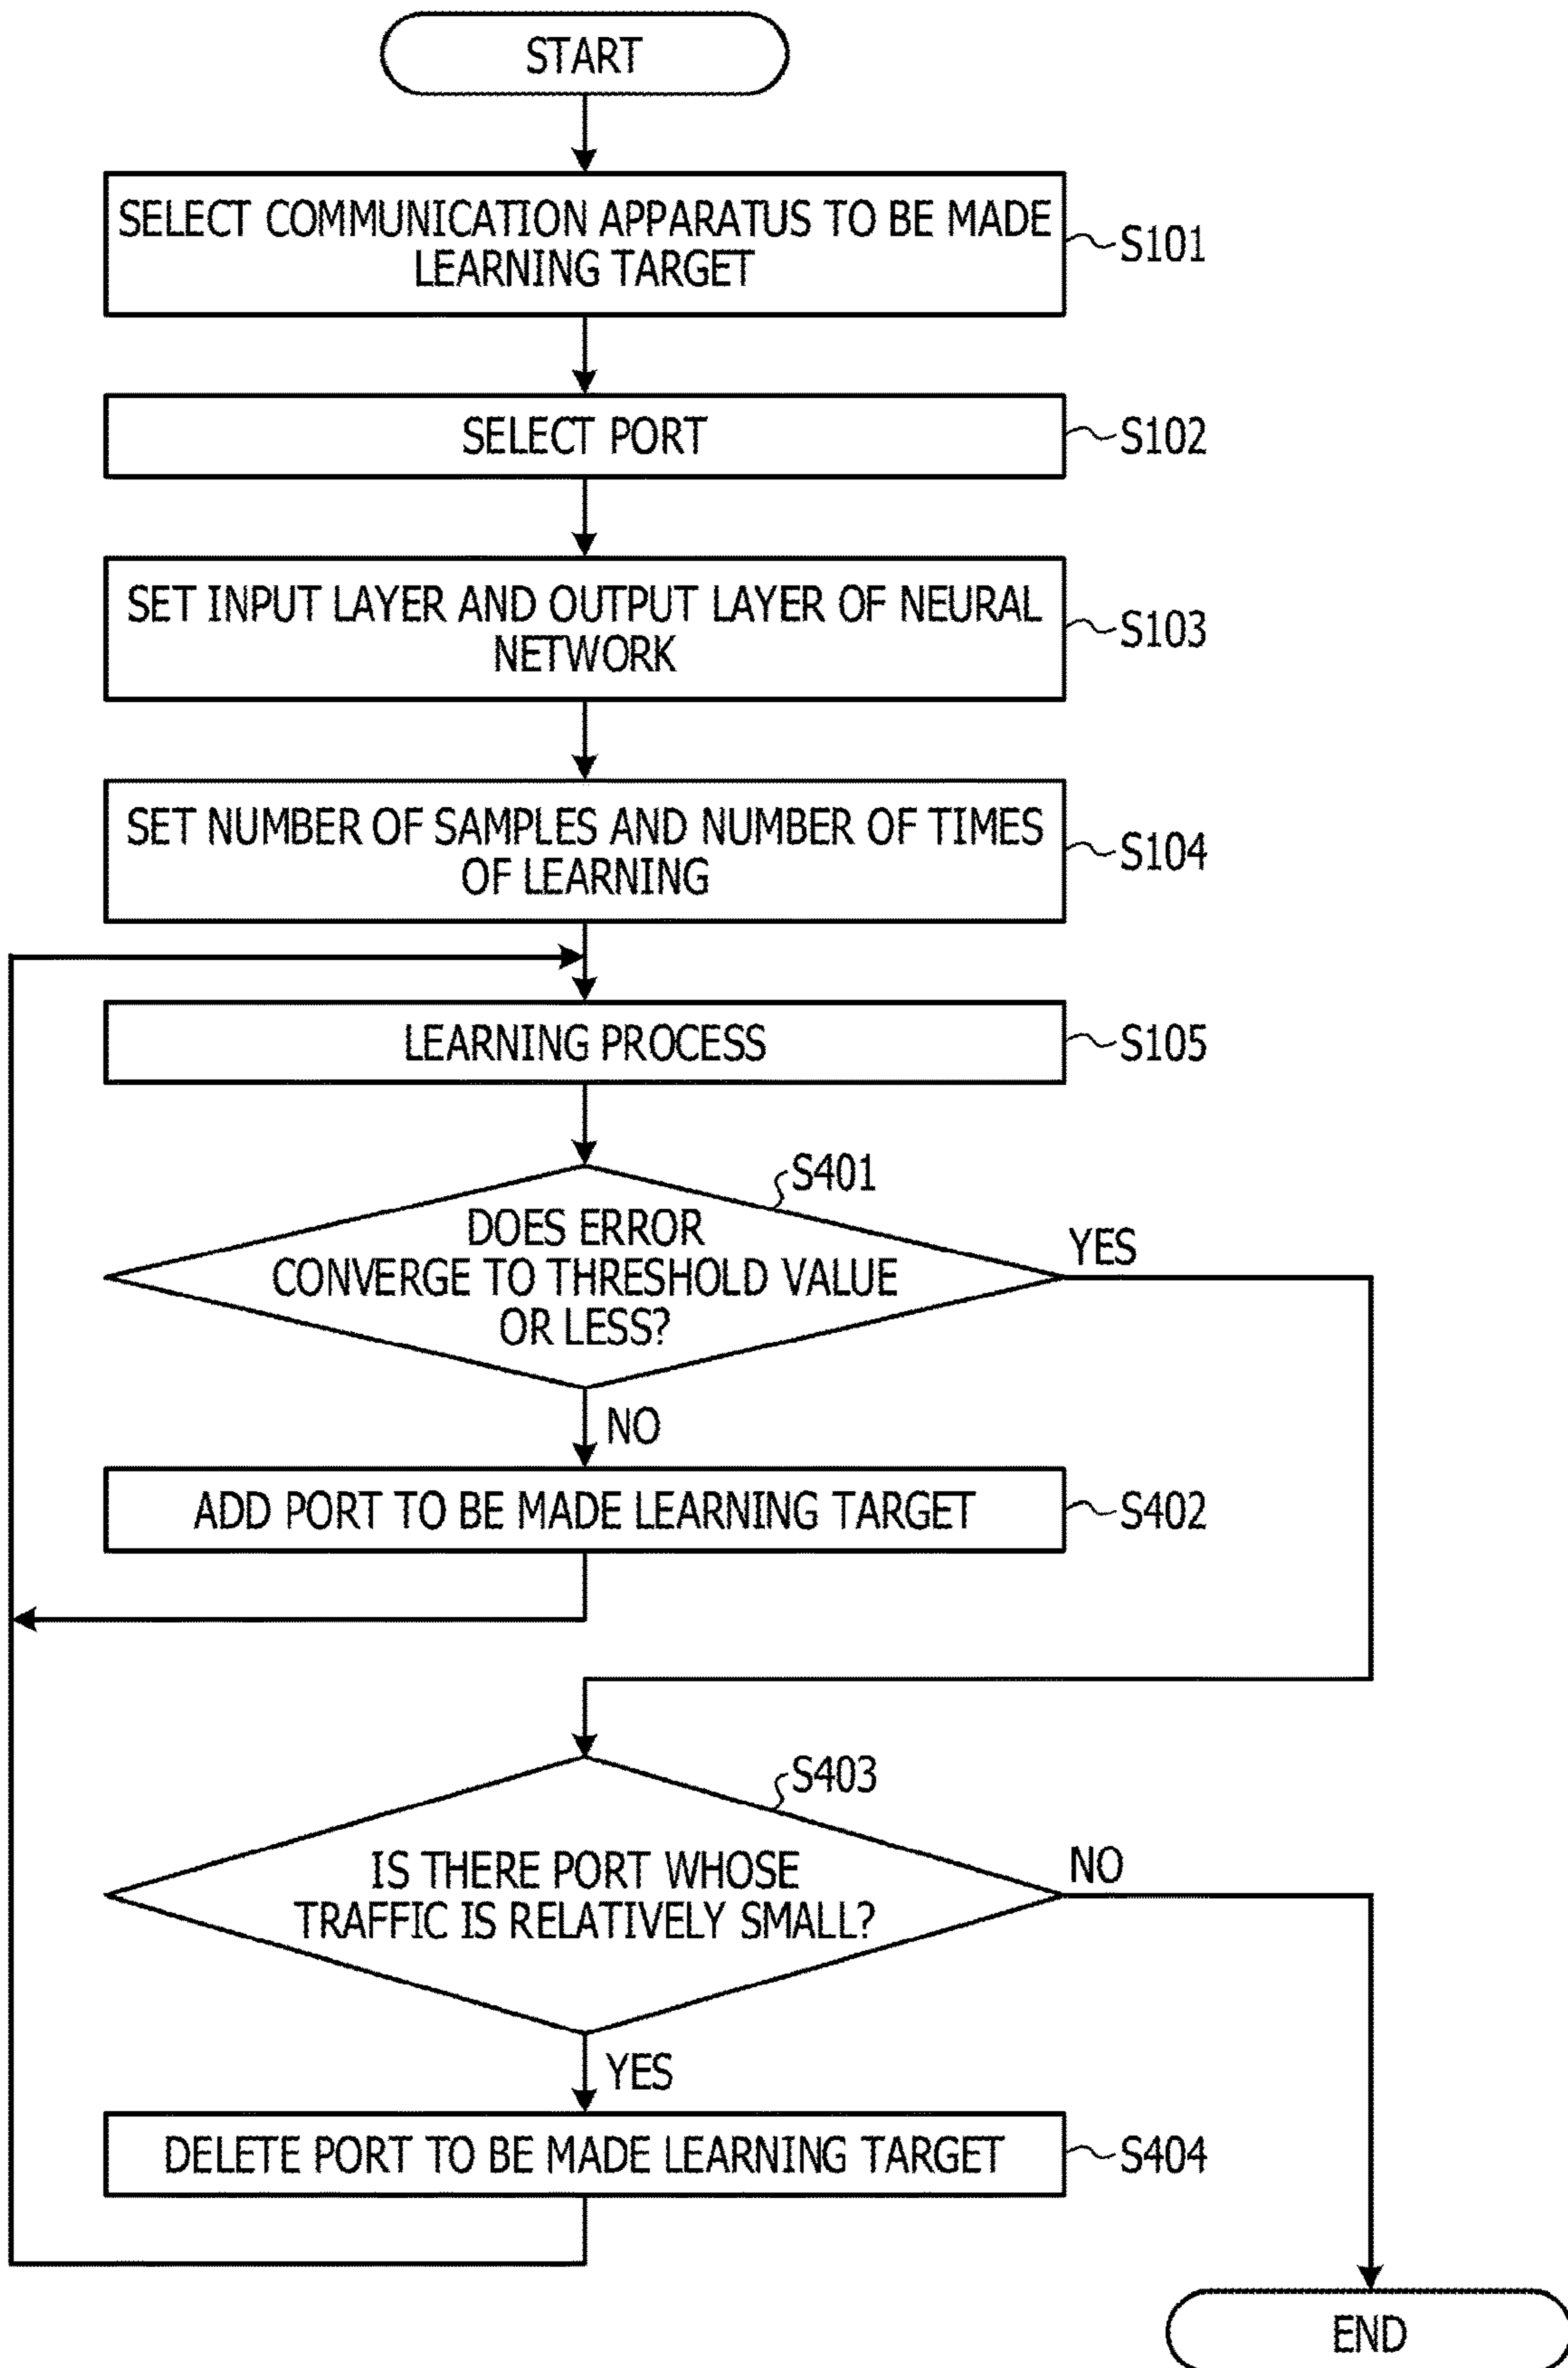 START
SELECT COMMUNICATION APPARATUS TO BE MADE
LEARNING TARGET
S101
SELECT PORT
S102
SET INPUT LAYER AND OUTPUT LAYER OF NEURAL
NETWORK
S103
SET NUMBER OF SAMPLES AND NUMBER OF TIMES
OF LEARNING
S104
LEARNING PROCESS
S105
S401
DOES ERROR
CONVERGE TO THRESHOLD VALUE
OR LESS?
YES
NO
ADD PORT TO BE MADE LEARNING TARGET
S402
S403
IS THERE PORT WHOSE
TRAFFIC IS RELATIVELY SMALL?
NO
YES
DELETE PORT TO BE MADE LEARNING TARGET
S404
END